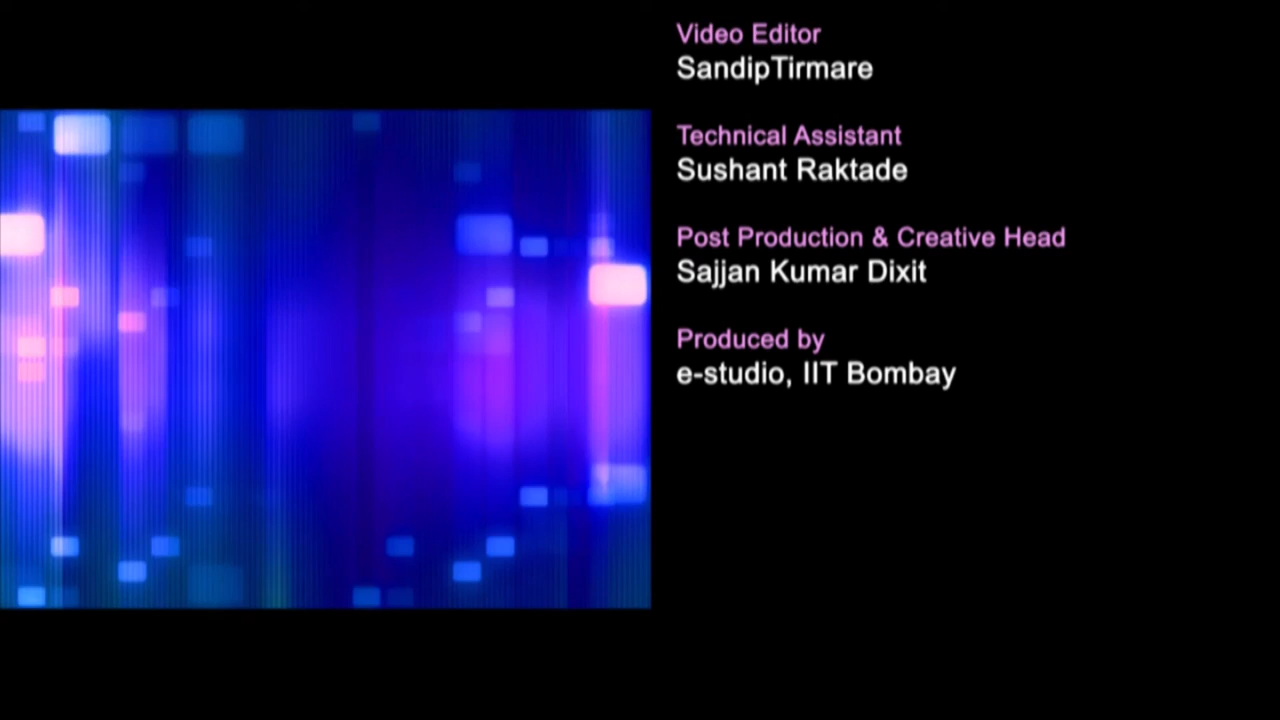 Video Editor
SandipTirmare
Technical Assistant
Sushant Raktade
Post Production & Creative Head
Sajjan Kumar Dixit
Produced by
e-studio, IIT Bombay